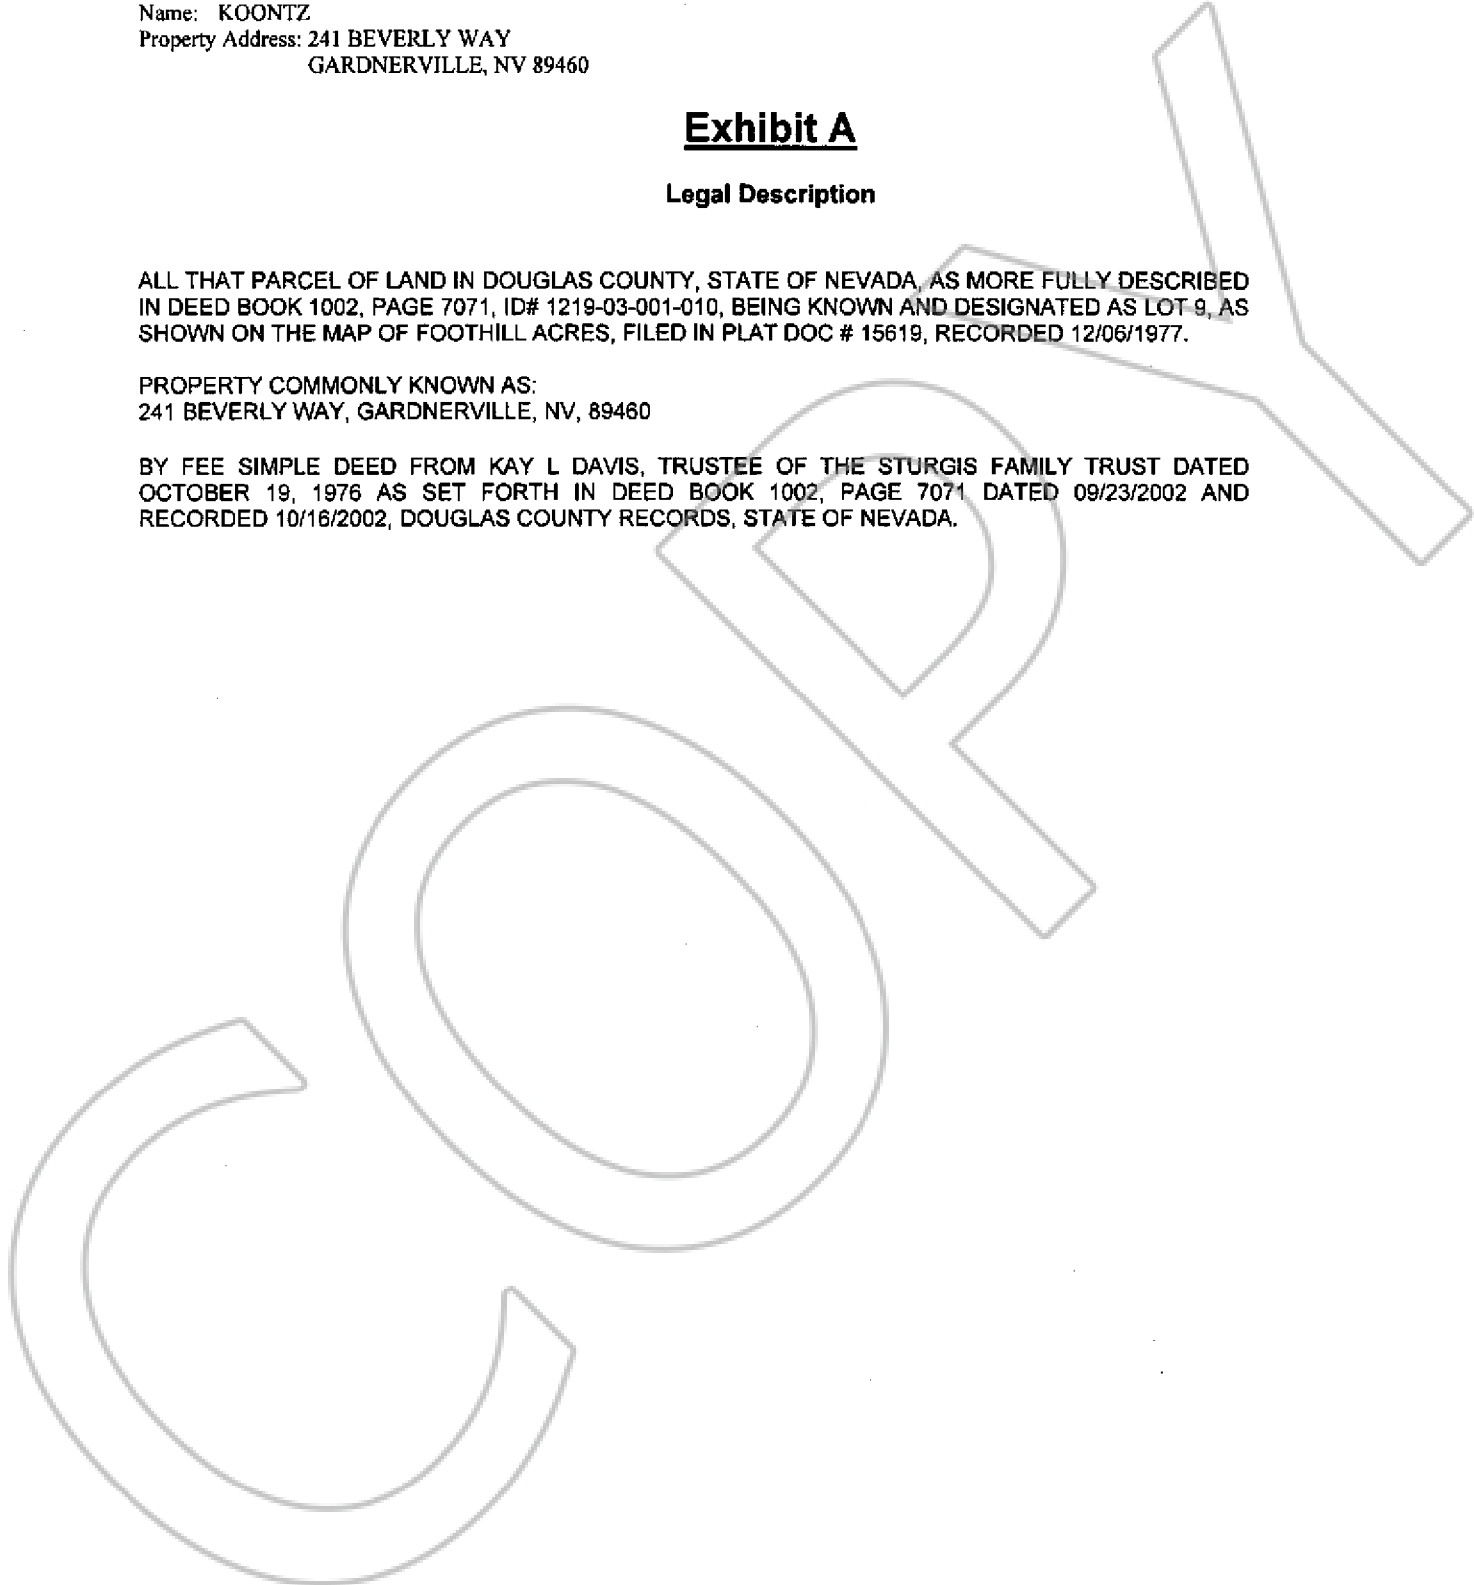 Name: KOONTZ
Property Address: 241 BEVERLY WAY
GARDNERVILLE, NV 89460
Exhibit A
Legal Description
ALL THAT PARCEL OF LAND IN DOUGLAS COUNTY, STATE OF NEVADA, AS MORE FULLY DESCRIBED
IN DEED BOOK 1002, PAGE 7071, ID# 1219-03-001-010, BEING KNOWN AND DESIGNATED AS LOT 9, AS
SHOWN ON THE MAP OF FOOTHILL ACRES, FILED IN PLAT DOC # 15619, RECORDED 12/06/1977.
PROPERTY COMMONLY KNOWN AS:
241 BEVERLY WAY, GARDNERVILLE, NV, 89460
BY FEE SIMPLE DEED FROM KAY L DAVIS, TRUSTEE OF THE STURGIS FAMILY TRUST DATED
OCTOBER 19, 1976 AS SET FORTH IN DEED BOOK 1002, PAGE 7071 DATED 09/23/2002 AND
RECORDED 10/16/2002, DOUGLAS COUNTY RECORDS, STATE OF NEVADA.
COPY